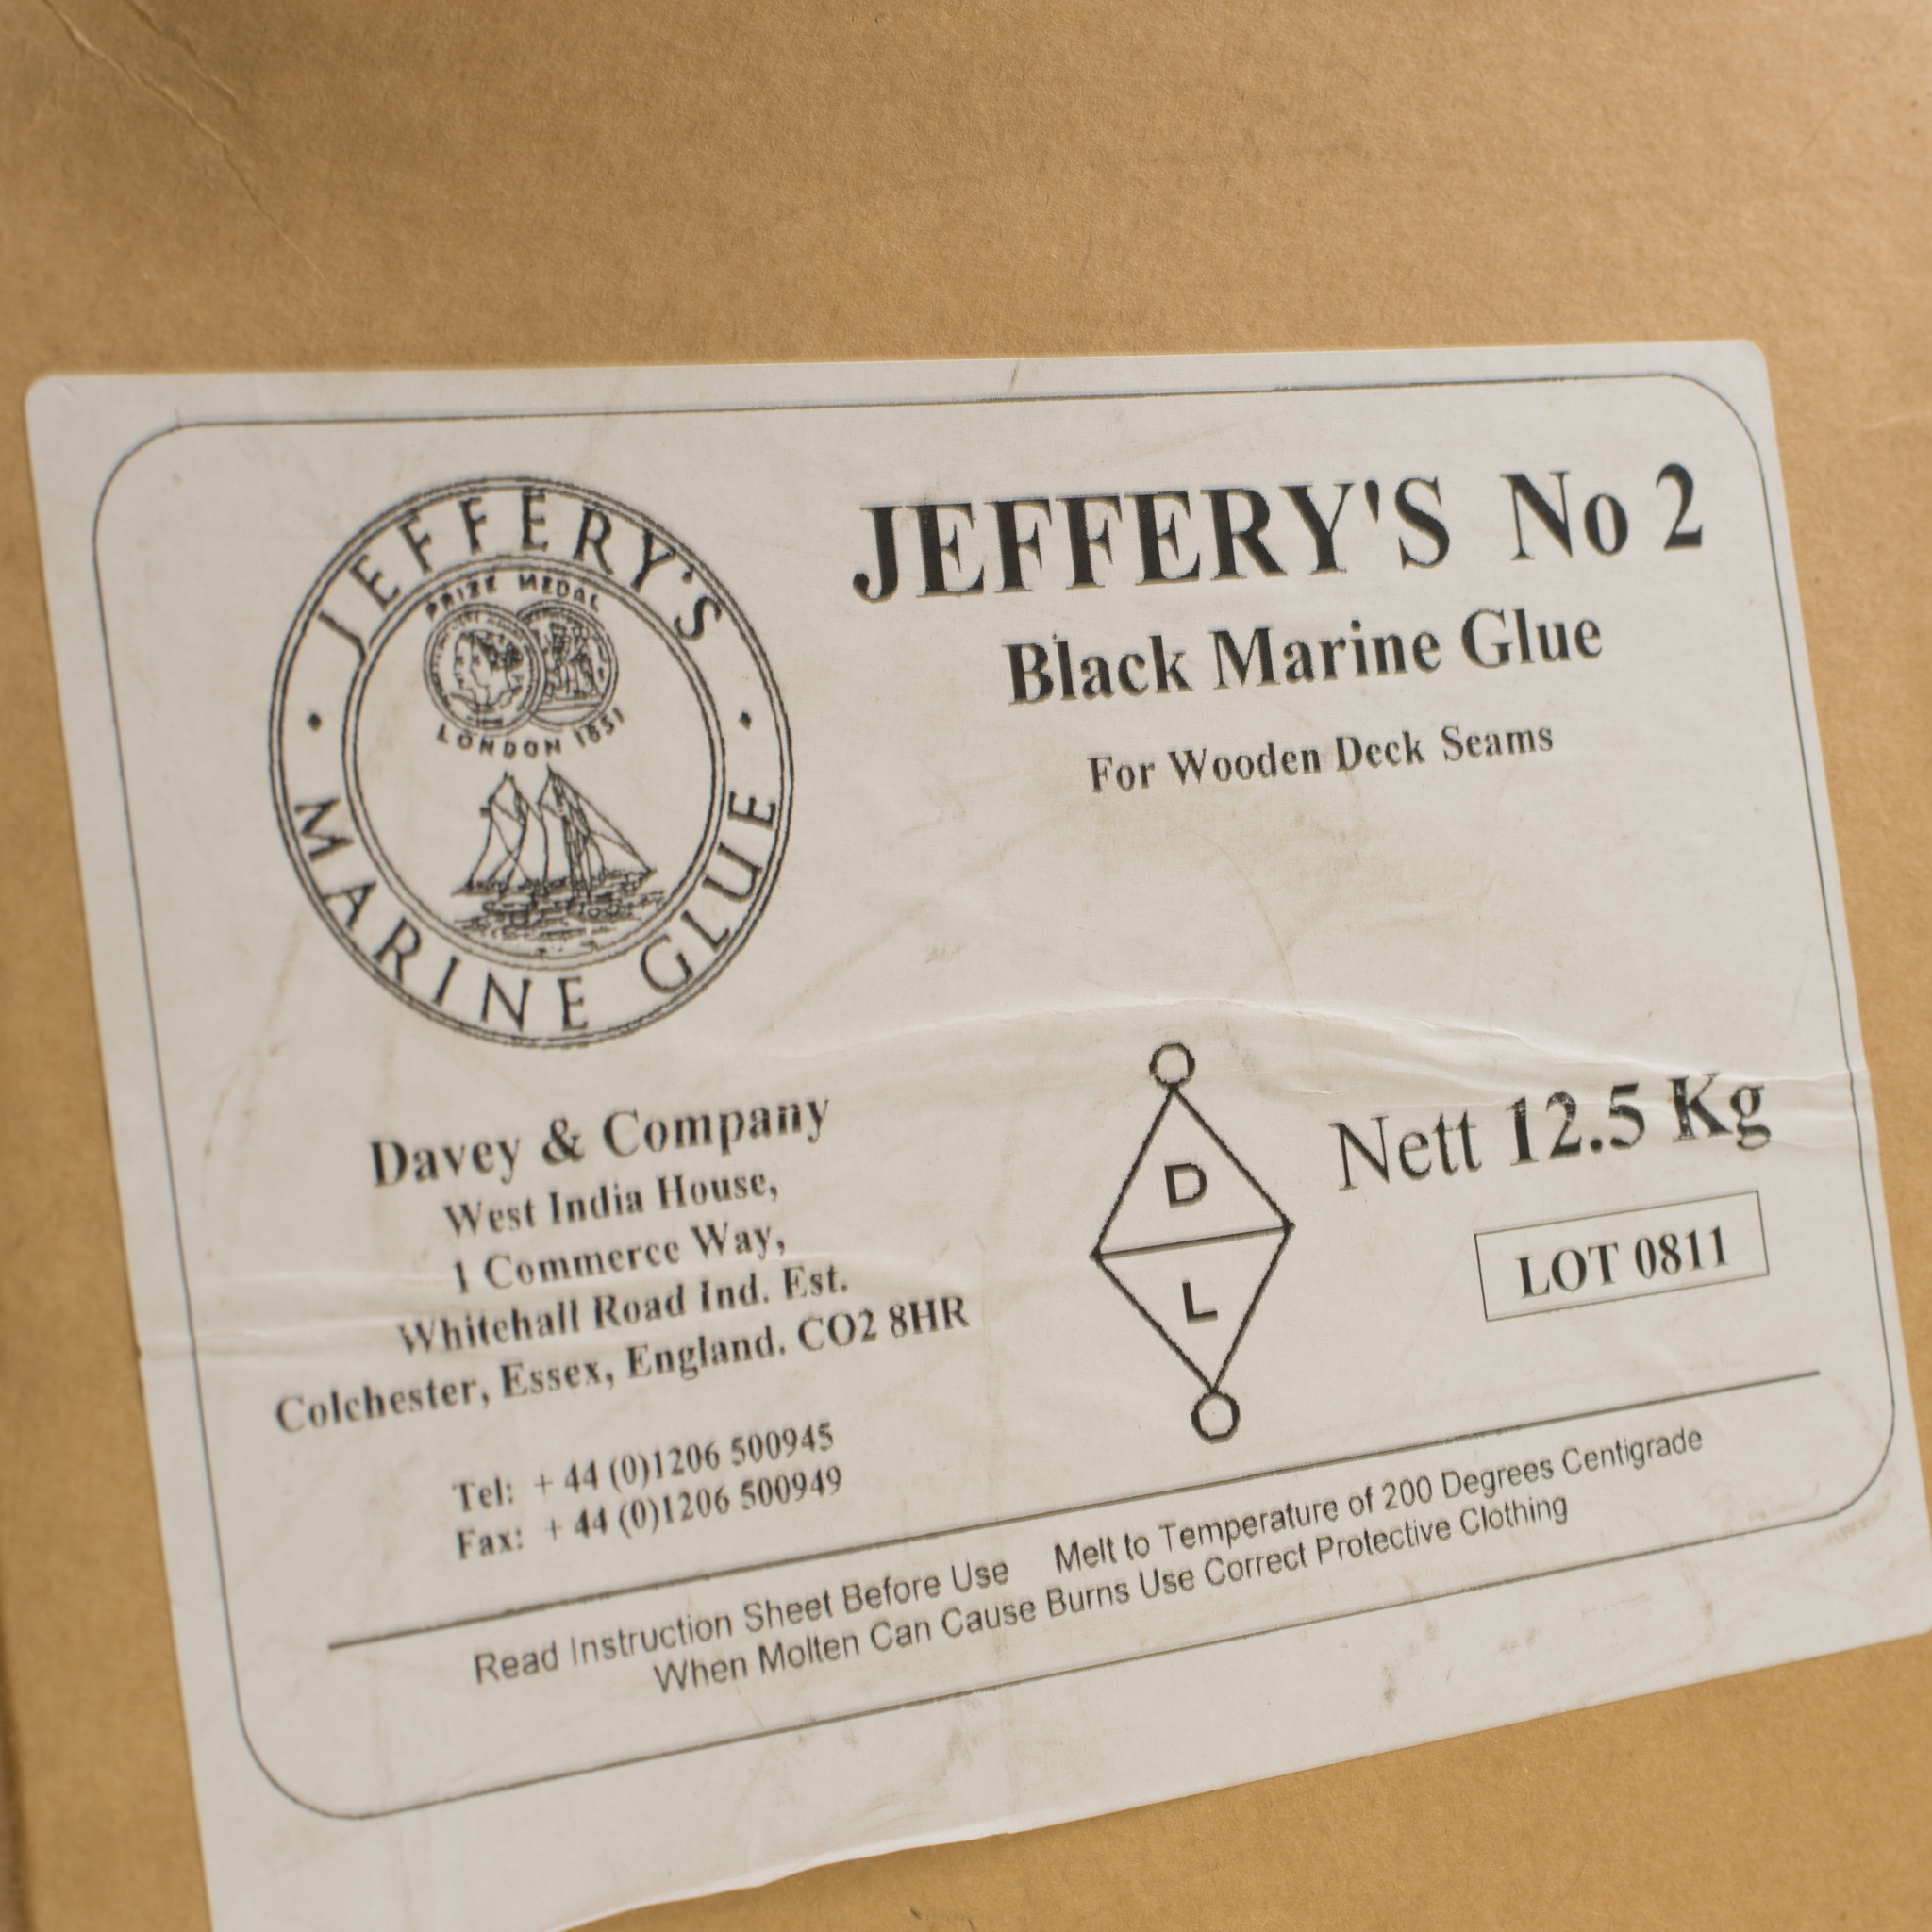 JEFFERY'S
PRIZE MEDAL
LONDON 1851
MARINE GLUE
JEFFERY'S No 2
Black Marine Glue
For Wooden Deck Seams
Davey & Company
West India House,
1 Commerce Way,
Whitehall Road Ind. Est.
Colchester, Essex, England. CO2 8HR
Tel: + 44 (0)1206 500945
Fax: + 44 (0)1206 500949
D
L
Nett 12.5 Kg
LOT 0811
Read Instruction Sheet Before Use Melt to Temperature of 200 Degrees Centigrade
When Molten Can Cause Burns Use Correct Protective Clothing